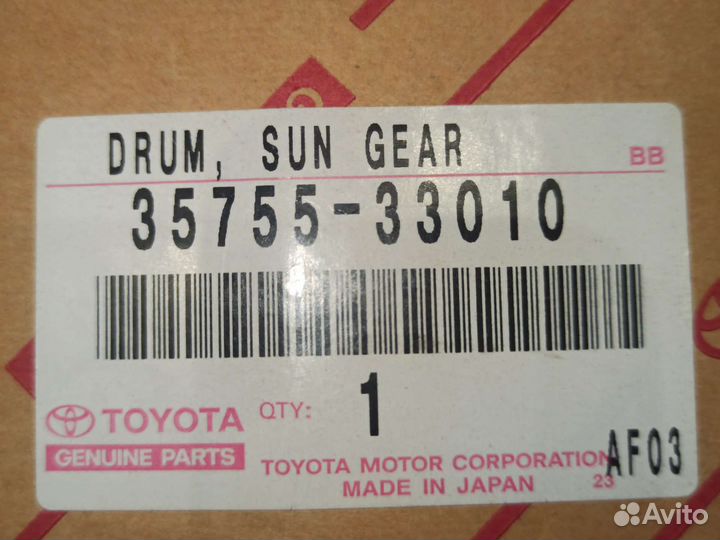 DRUM, SUN GEAR
BB
35755-33010
TOYOTA
QTY: 1
GENUINE PARTS
TOYOTA MOTOR CORPORATION
AF03
MADE IN JAPAN
23
Avito